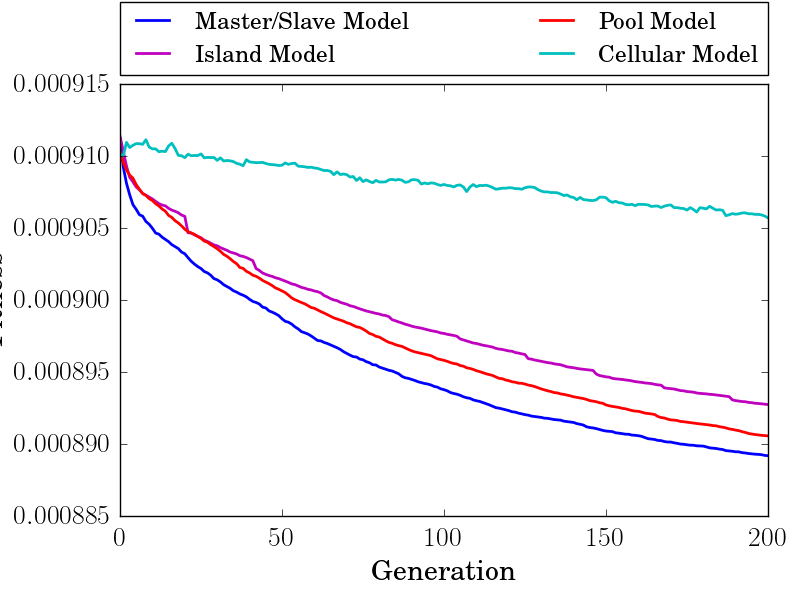 Master/Slave Model
Pool Model
Island Model
Cellular Model
0.000915
0.000910
0.000905
0.000900
0.000895
0.000890
0.000885
0
50
100
150
200
Generation